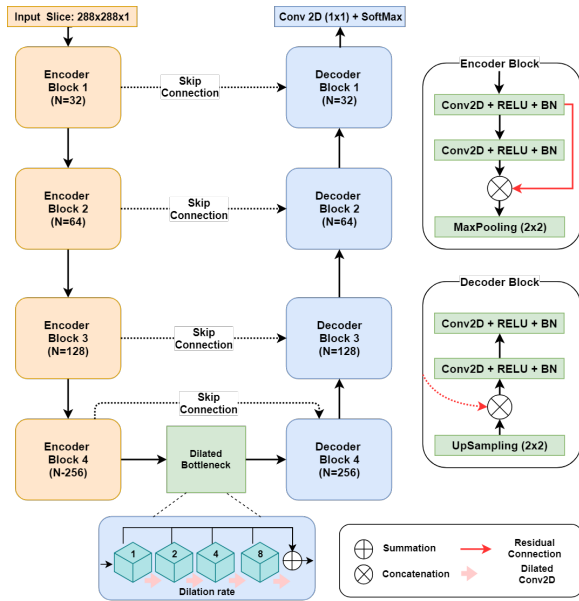 Input Slice: 288x288x1
Conv 2D (1x1) + SoftMax
Encoder
Block 1
(N=32)
Skip
Connection
Decoder
Block 1
(N=32)
Encoder
Block 2
(N=64)
Skip
Connection
Decoder
Block 2
(N=64)
Encoder
Block 3
(N=128)
Skip
Connection
Decoder
Block 3
(N=128)
Skip
Connection
Encoder
Block 4
(N-256)
Dilated
Bottleneck
Decoder
Block 4
(N=256)
1 2 4 8
Dilation rate
Encoder Block
Conv2D + RELU + BN
Conv2D + RELU + BN
MaxPooling (2x2)
Decoder Block
Conv2D + RELU + BN
Conv2D + RELU + BN
UpSampling (2x2)
Summation
Residual
Connection
Concatenation
Dilated
Conv2D